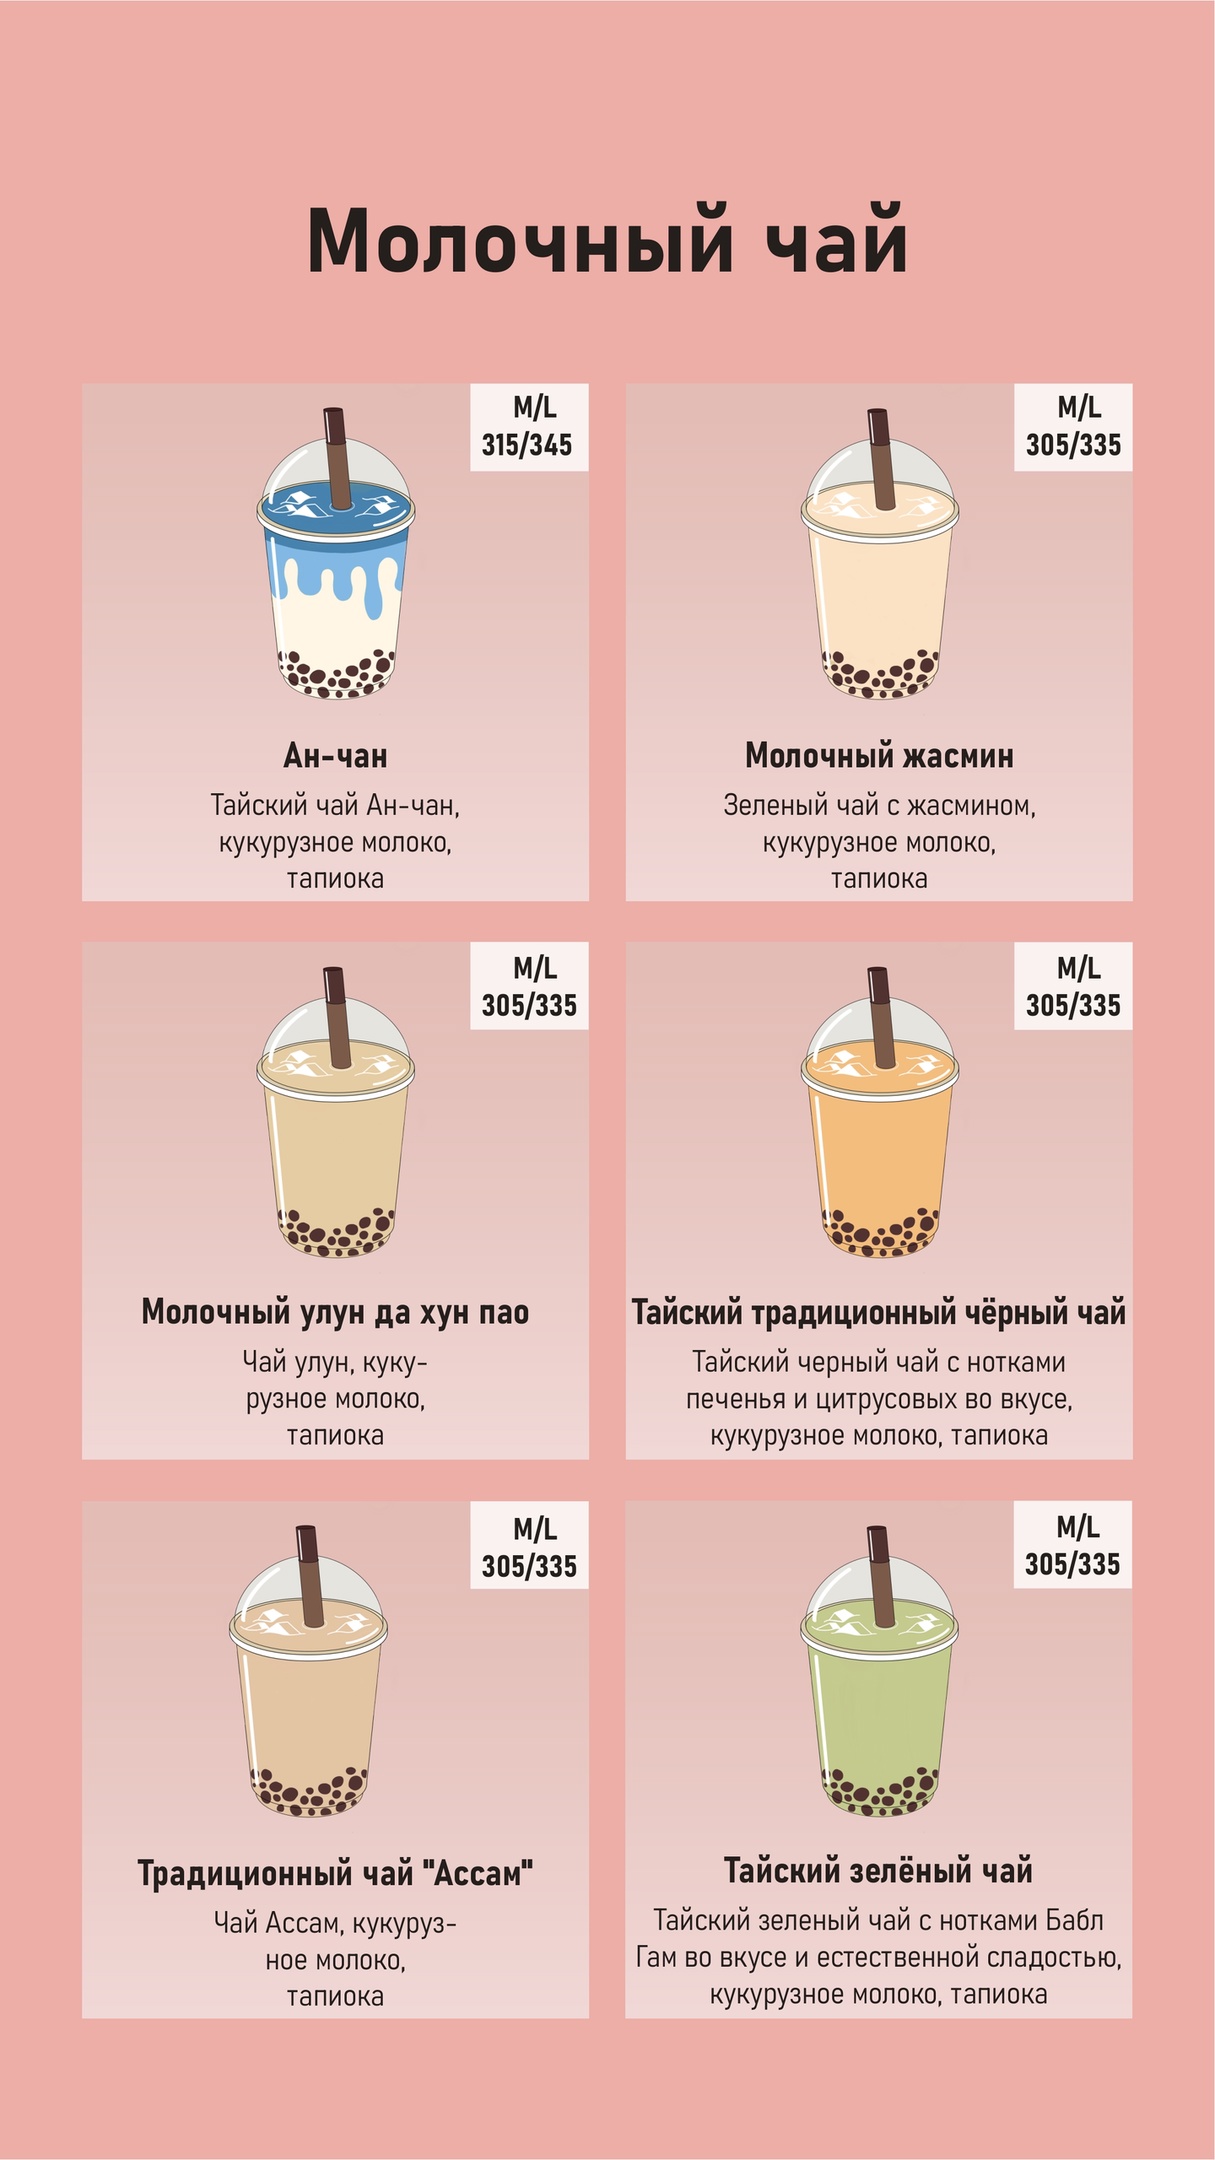 Молочный чай
M/L
315/345
Ан-чан
Тайский чай Ан-чан,
кукурузное молоко,
тапиока
M/L
305/335
Молочный жасмин
Зеленый чай с жасмином,
кукурузное молоко,
тапиока
M/L
305/335
Молочный улун да хун пао
Чай улун, куку-
рузное молоко,
тапиока
M/L
305/335
Тайский традиционный чёрный чай
Тайский черный чай с нотками
печенья и цитрусовых во вкусе,
кукурузное молоко, тапиока
M/L
305/335
Традиционный чай "Ассам"
Чай Ассам, кукуруз-
ное молоко,
тапиока
M/L
305/335
Тайский зелёный чай
Тайский зеленый чай с нотками Бабл
Гам во вкусе и естественной сладостью,
кукурузное молоко, тапиока